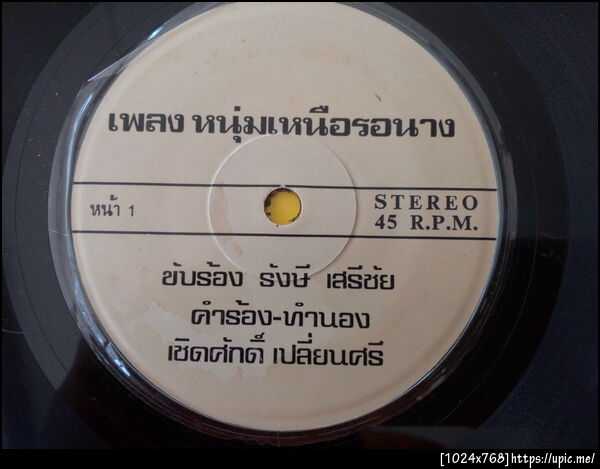 เพลง หนุ่มเหนือรอนาง
หน้า 1
STEREO
45 R.P.M.
ขับร้อง รังษี เสรีชัย
คำร้อง-ทำนอง
เชิดศักดิ์ เปลี่ยนศรี
[1024x768]https://upic.me/